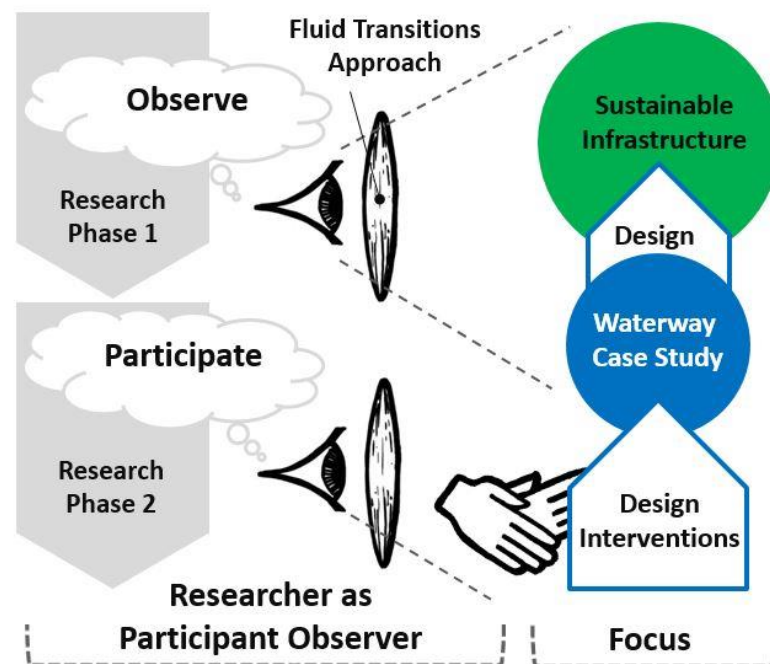 Fluid Transitions
Approach
Observe
Research
Phase 1
Sustainable
Infrastructure
Design
Waterway
Case Study
Participate
Research
Phase 2
Design
Interventions
Researcher as
Participant Observer
Focus